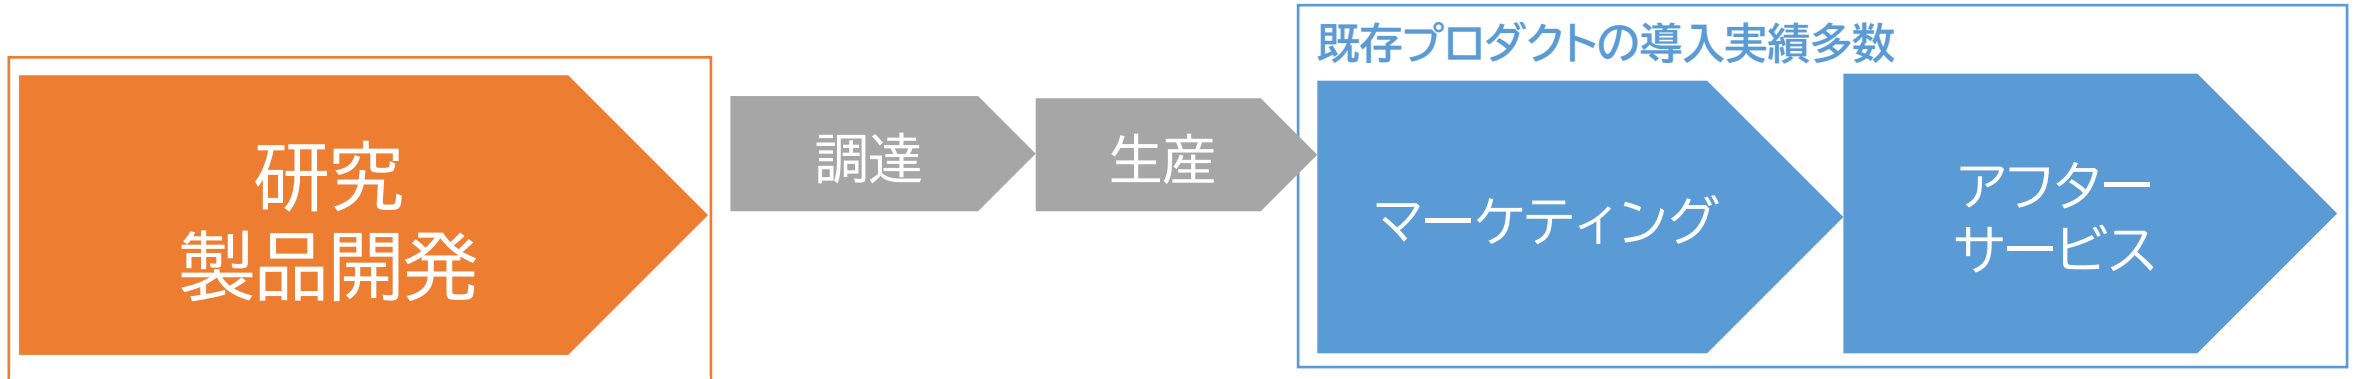 既存プロダクトの導入実績多数
研究
製品開発
調達
生産
マーケティング
アフター
サービス